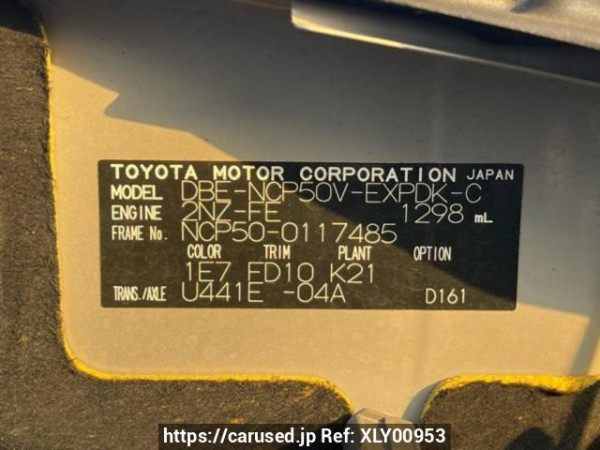 TOYOTA MOTOR CORPORATION JAPAN
MODEL DBE-NCP50V-EXPDK-C
ENGINE 2NZ-FE 1298 mL
FRAME No. NCP50-0117485
COLOR TRIM PLANT OPTION
1E7 FD10 K21
TRANS./AXLE U441E -04A D161
https://carused.jp Ref: XLY00953